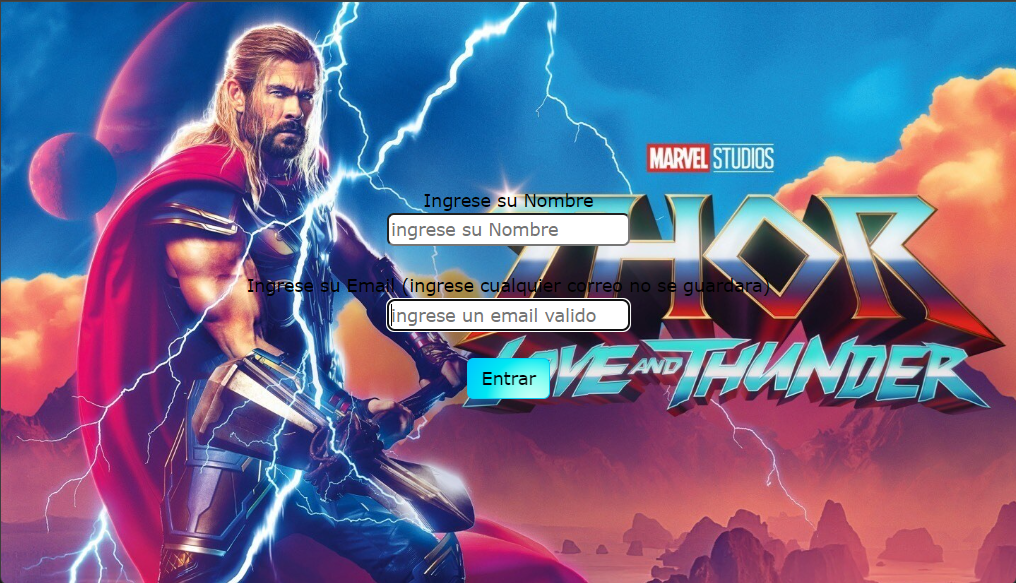 MARVEL STUDIOS
Ingrese su Nombre
THOR
ingrese su Nombre
Ingrese su Email (ingrese cualquier correo no se guardara)
ingrese un email valido
LOVE AND THUNDER
Entrar